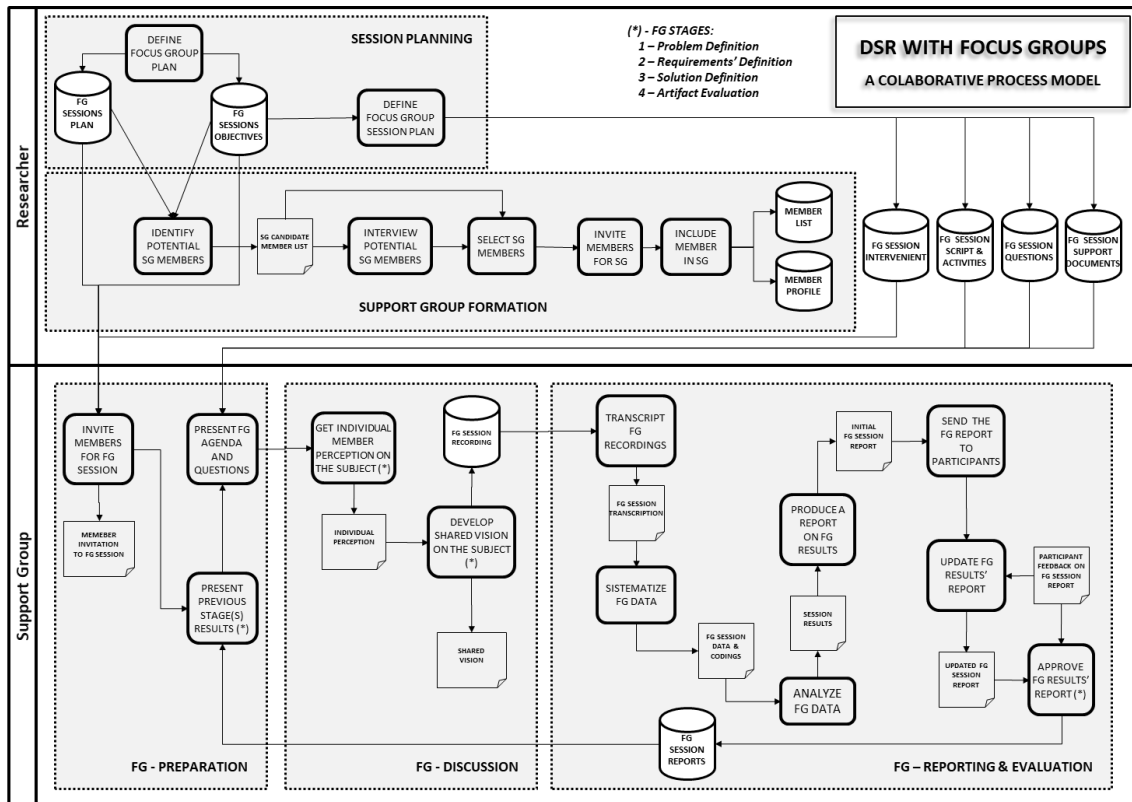 SESSION PLANNING
DEFINE
FOCUS GROUP
PLAN
FG
SESSIONS
PLAN
FG
SESSIONS
OBJECTIVES
DEFINE
FOCUS GROUP
SESSION PLAN
(*) - FG STAGES:
1 – Problem Definition
2 – Requirements’ Definition
3 – Solution Definition
4 – Artifact Evaluation
DSR WITH FOCUS GROUPS
A COLABORATIVE PROCESS MODEL
Researcher
IDENTIFY
POTENTIAL
SG MEMBERS
SG CANDIDATE
MEMBER LIST
INTERVIEW
POTENTIAL
SG MEMBERS
SELECT SG
MEMBERS
INVITE
MEMBERS
FOR SG
INCLUDE
MEMBER
IN SG
MEMBER
LIST
MEMBER
PROFILE
SUPPORT GROUP FORMATION
FG SESSION
INTERVENIENT
FG SESSION
SCRIPT &
ACTIVITIES
FG SESSION
QUESTIONS
FG
SESSION
SUPPORT
DOCUMENTS
Support Group
INVITE
MEMBERS
FOR FG
SESSION
MEMEBER
INVITATION
TO FG SESSION
PRESENT FG
AGENDA
AND
QUESTIONS
PRESENT
PREVIOUS
STAGE(S)
RESULTS (*)
FG - PREPARATION
GET INDIVIDUAL
MEMBER
PERCEPTION ON
THE SUBJECT (*)
INDIVIDUAL
PERCEPTION
FG SESSION
RECORDING
DEVELOP
SHARED VISION
ON THE SUBJECT
(*)
SHARED
VISION
FG - DISCUSSION
TRANSCRIPT
FG
RECORDINGS
FG SESSION
TRANSCRIPTION
SISTEMATIZE
FG DATA
FG SESSION
DATA &
CODINGS
ANALYZE
FG DATA
SESSION
RESULTS
PRODUCE A
REPORT ON
FG RESULTS
INITIAL
FG SESSION
REPORT
SEND THE
FG REPORT
TO
PARTICIPANTS
UPDATE FG
RESULTS’
REPORT
PARTICIPANT
FEEDBACK ON
FG SESSION
REPORT
UPDATED FG
SESSION
REPORT
APPROVE
FG RESULTS’
REPORT (*)
FG
SESSION
REPORTS
FG – REPORTING & EVALUATION